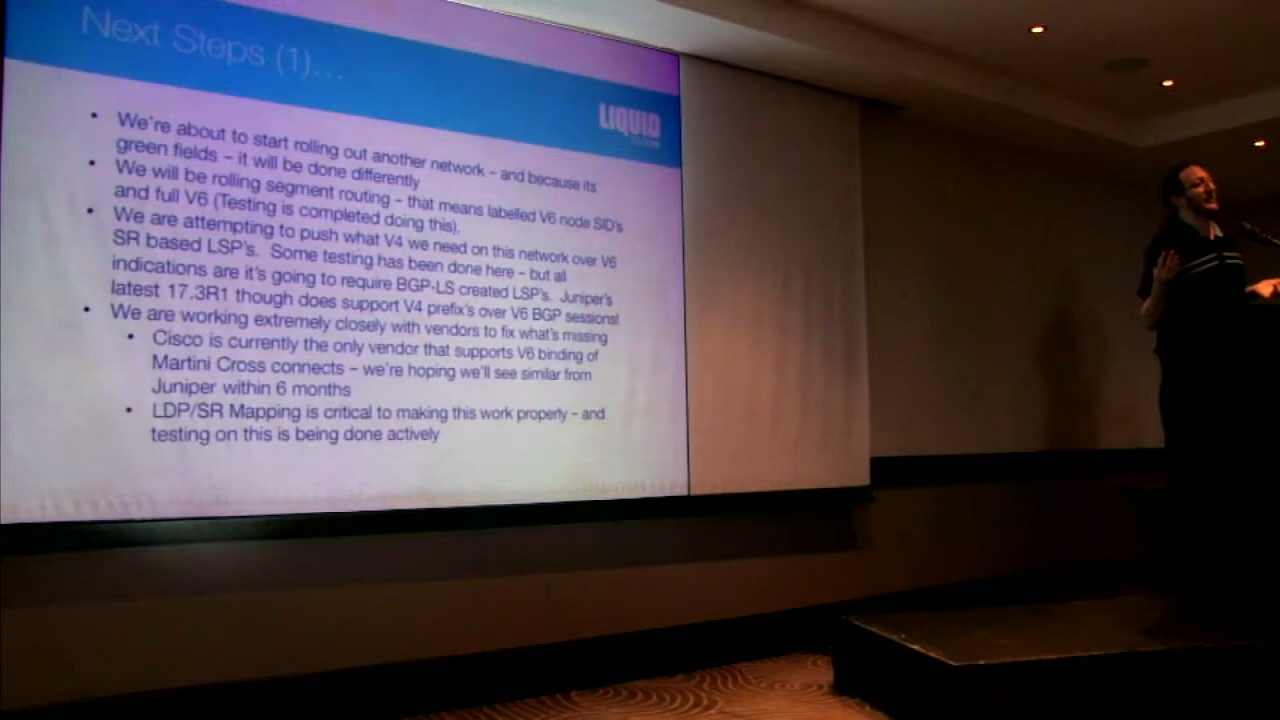 Next Steps (1)...
LIQUID
• We're about to start rolling out another network – and because its
green fields – it will be done differently
• We will be rolling segment routing – that means labelled V6 node SID's
and full V6 (Testing is completed doing this).
• We are attempting to push what V4 we need on this network over V6
SR based LSP's. Some testing has been done here – but all
indications are it's going to require BGP-LS created LSP's. Juniper's
latest 17.3R1 though does support V4 prefix's over V6 BGP sessions!
• We are working extremely closely with vendors to fix what's missing
• Cisco is currently the only vendor that supports V6 binding of
Martini Cross connects – we're hoping we'll see similar from
Juniper within 6 months
• LDP/SR Mapping is critical to making this work properly – and
testing on this is being done actively